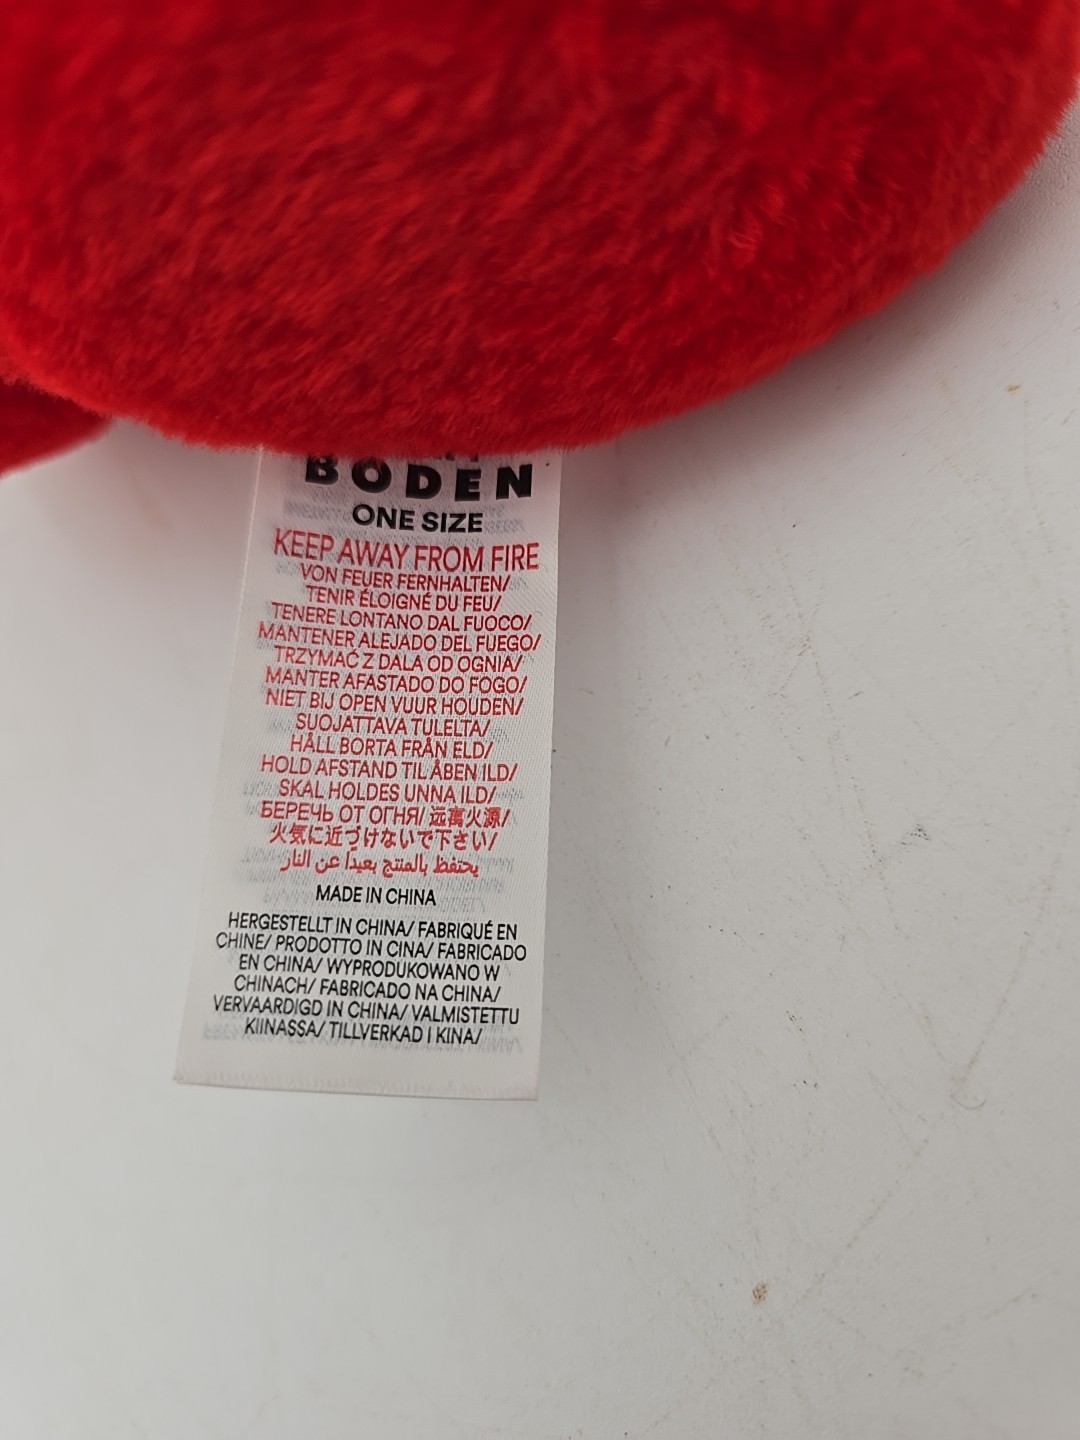 BODEN
ONE SIZE
KEEP AWAY FROM FIRE
VON FEUER FERNHALTEN/
TENIR ÉLOIGNÉ DU FEU/
TENERE LONTANO DAL FUOCO/
MANTENER ALEJADO DEL FUEGO/
TRZYMAĆ Z DALA OD OGNIA/
MANTER AFASTADO DO FOGO/
NIET BIJ OPEN VUUR HOUDEN/
SUOJATTAVA TULELTA/
HÅLL BORTA FRÅN ELD/
HOLD AFSTAND TIL ÅBEN ILD/
SKAL HOLDES UNNA ILD/
БЕРЕЧЬ ОТ ОГНЯ/ 远离火源/
火気に近づけないで下さい/
يحتفظ بالمنتج بعيدًا عن النار
MADE IN CHINA
HERGESTELLT IN CHINA/ FABRIQUÉ EN
CHINE/ PRODOTTO IN CINA/ FABRICADO
EN CHINA/ WYPRODUKOWANO W
CHINACH/ FABRICADO NA CHINA/
VERVAARDIGD IN CHINA/ VALMISTETTU
KIINASSA/ TILLVERKAD I KINA/